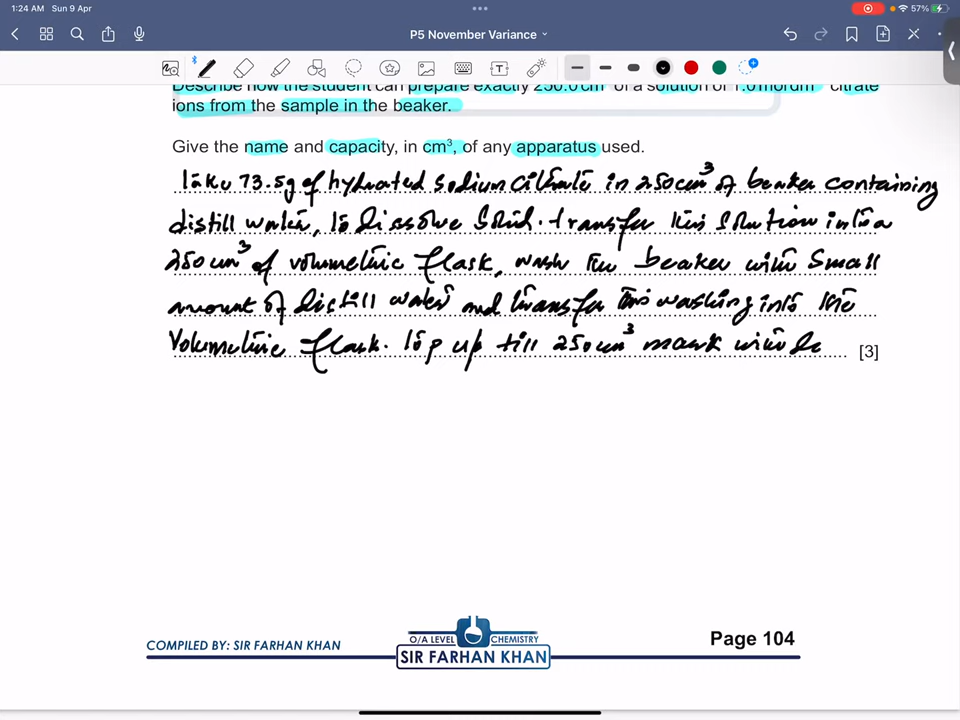 1:24 AM Sun 9 Apr
57%
P5 November Variance
Describe how the student can prepare exactly 250.0 cm³ of a solution of 1.0 mol dm⁻³ citrate
ions from the sample in the beaker.
Give the name and capacity, in cm³, of any apparatus used.
Take 73.5g of hydrated sodium citrate in 250cm³ of beaker containing
distill water, to dissolve solid. transfer this solution into a
250cm³ of volumetric flask, wash the beaker with small
amount of distill water and transfer this washing into the
volumetric flask. Top up till 250cm³ mark with d
[3]
COMPILED BY: SIR FARHAN KHAN
O/A LEVEL CHEMISTRY
SIR FARHAN KHAN
Page 104